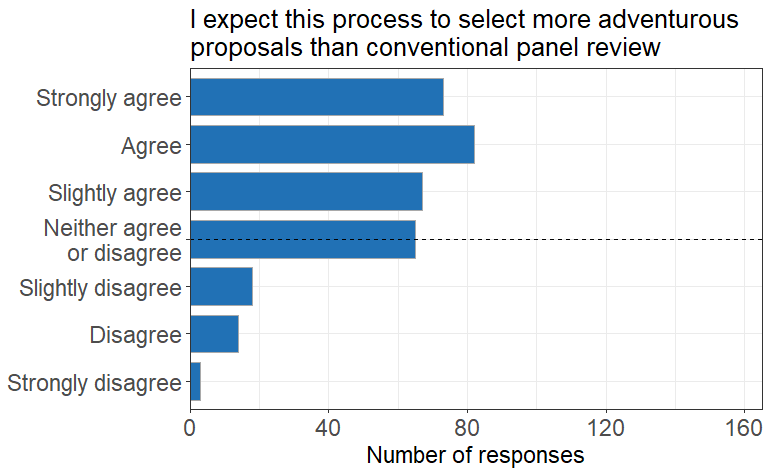 I expect this process to select more adventurous
proposals than conventional panel review
Strongly agree
Agree
Slightly agree
Neither agree
or disagree
Slightly disagree
Disagree
Strongly disagree
0 40 80 120 160
Number of responses